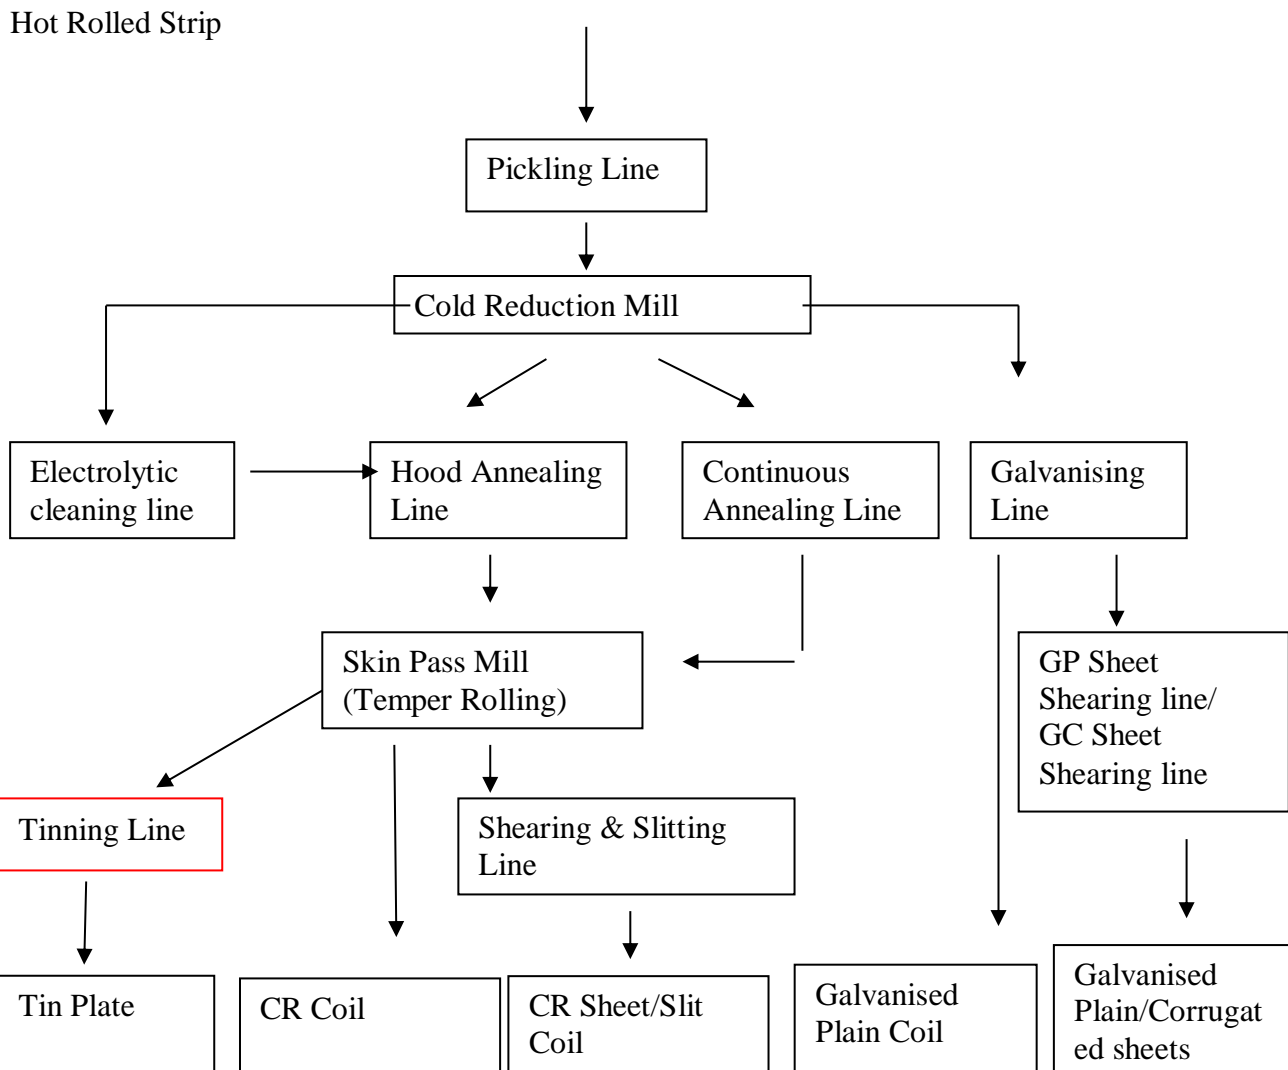 Hot Rolled Strip
Pickling Line
Cold Reduction Mill
Electrolytic
cleaning line
Hood Annealing
Line
Continuous
Annealing Line
Galvanising
Line
Skin Pass Mill
(Temper Rolling)
GP Sheet
Shearing line/
GC Sheet
Shearing line
Tinning Line
Shearing & Slitting
Line
Tin Plate
CR Coil
CR Sheet/Slit
Coil
Galvanised
Plain Coil
Galvanised
Plain/Corrugat
ed sheets